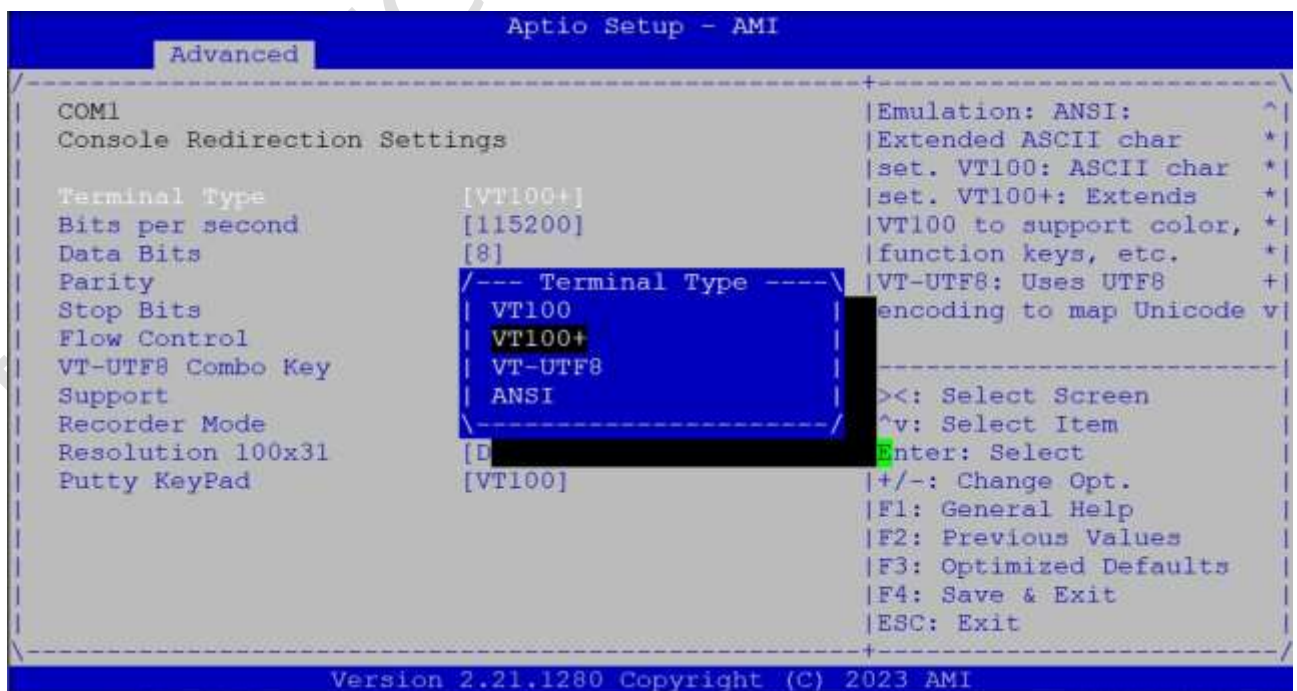 Aptio Setup - AMI
Advanced
COM1
Console Redirection Settings
Terminal Type [VT100+]
Bits per second [115200]
Data Bits [8]
Parity
Stop Bits
Flow Control
VT-UTF8 Combo Key
Support
Recorder Mode
Resolution 100x31 [D
Putty KeyPad [VT100]
/--- Terminal Type ----\
VT100
VT100+
VT-UTF8
ANSI
Emulation: ANSI: ^
Extended ASCII char *
set. VT100: ASCII char *
set. VT100+: Extends *
VT100 to support color, *
function keys, etc. *
VT-UTF8: Uses UTF8 +
encoding to map Unicode v
><: Select Screen
^v: Select Item
Enter: Select
+/-: Change Opt.
F1: General Help
F2: Previous Values
F3: Optimized Defaults
F4: Save & Exit
ESC: Exit
Version 2.21.1280 Copyright (C) 2023 AMI